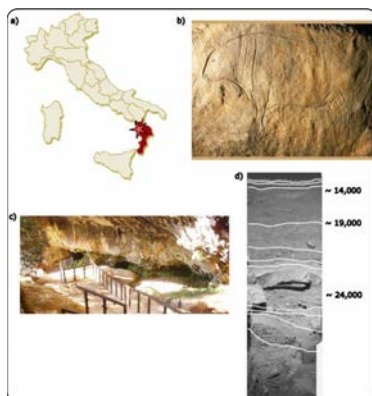 a)
b)
c)
d)
~ 14,000
~ 19,000
~ 24,000